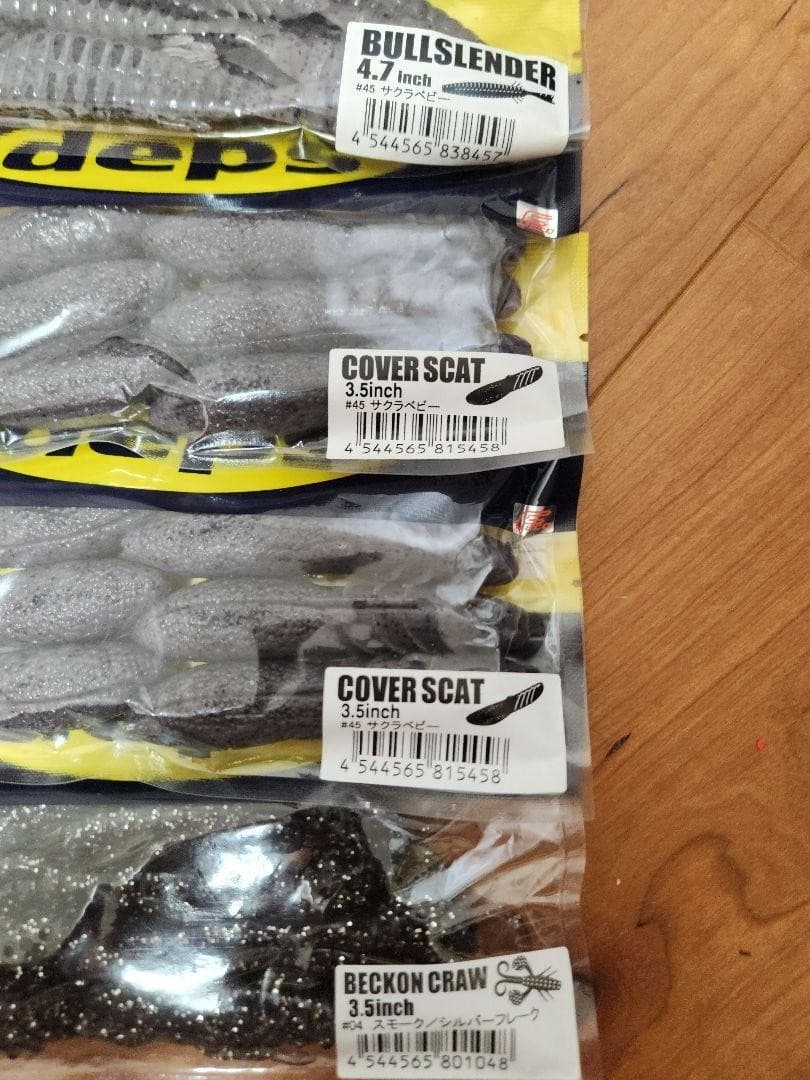 BULLSLENDER
4.7 inch
#45 サクラベビー
4 544565 838457
deps
COVER SCAT
3.5inch
#45 サクラベビー
4 544565 815458
COVER SCAT
3.5inch
#45 サクラベビー
4 544565 815458
BECKON CRAW
3.5inch
#04 スモーク/シルバーフレーク
4 544565 801048